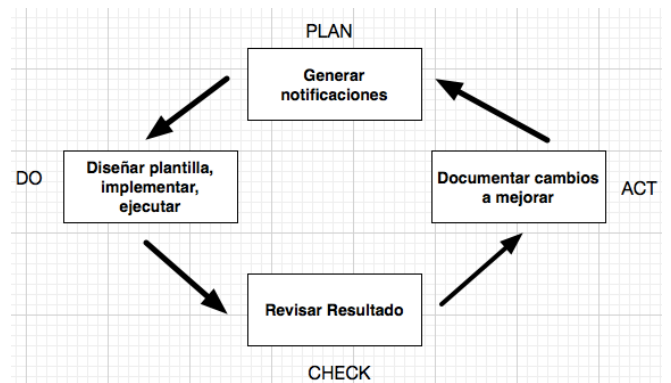 PLAN
Generar
notificaciones
DO
Diseñar plantilla,
implementar,
ejecutar
Documentar cambios
a mejorar
ACT
Revisar Resultado
CHECK